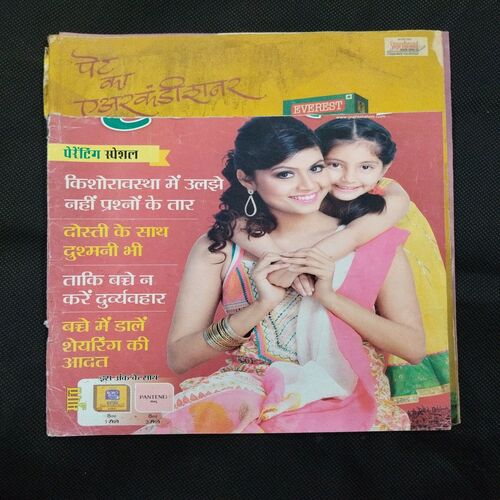 पेट
का
एअरकंडीशनर
EVEREST
पेरेंटिंग स्पेशल
किशोरावस्था में उलझे
नहीं प्रश्नों के तार
दोस्ती के साथ
दुश्मनी भी
ताकि बच्चे न
करें दुर्व्यवहार
बच्चे में डालें
शेयरिंग की
आदत
PANTENE